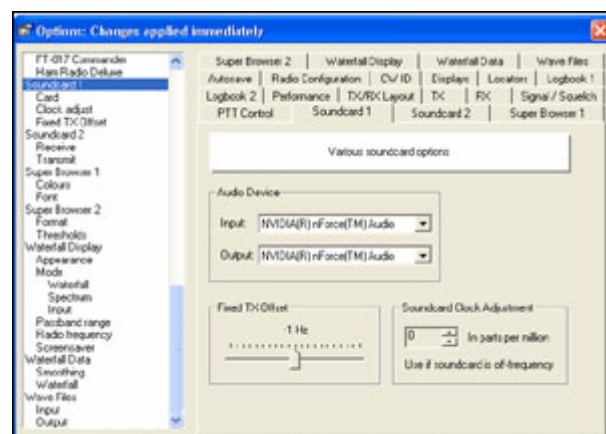 Options: Changes applied immediately
FT-817 Commander
Ham Radio Deluxe
Soundcard 1
Card
Clock adjust
Fixed TX Offset
Soundcard 2
Receive
Transmit
Super Browser 1
Colours
Font
Super Browser 2
Format
Thresholds
Waterfall Display
Appearance
Mode
Waterfall
Spectrum
Input
Passband range
Radio frequency
Screensaver
Waterfall Data
Smoothing
Waterfall
Wave Files
Input
Output
Super Browser 2 Waterfall Display Waterfall Data Wave Files
Autosave Radio Configuration CW ID Displays Locators Logbook 1
Logbook 2 Performance TX/RX Layout TX RX Signal / Squelch
PTT Control Soundcard 1 Soundcard 2 Super Browser 1
Various soundcard options
Audio Device
Input: NVIDIA(R) nForce(TM) Audio
Output: NVIDIA(R) nForce(TM) Audio
Fixed TX Offset
-1 Hz
Soundcard Clock Adjustment
0 In parts per million
Use if soundcard is off-frequency